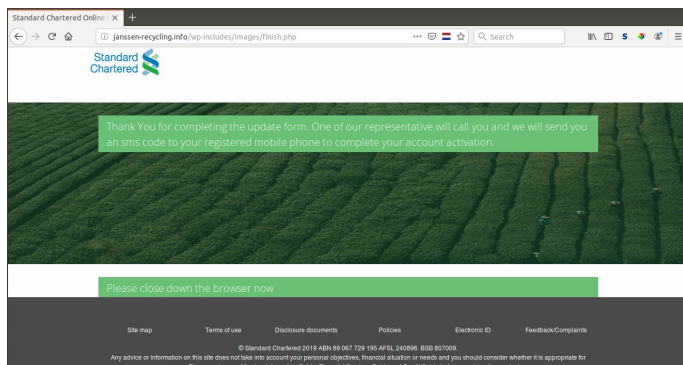 Standard Chartered Onlin
janssen-recycling.info/wp-includes/images/finish.php
Search
Standard
Chartered
Thank You for completing the update form. One of our representative will call you and we will send you
an sms code to your registered mobile phone to complete your account activation.
Please close down the browser now
Site map Terms of use Disclosure documents Policies Electronic ID Feedback/Complaints
© Standard Chartered 2019 ABN 89 067 729 195 AFSL 240896. BSB 807009.
Any advice or information on this site does not take into account your personal objectives, financial situation or needs and you should consider whether it is appropriate for